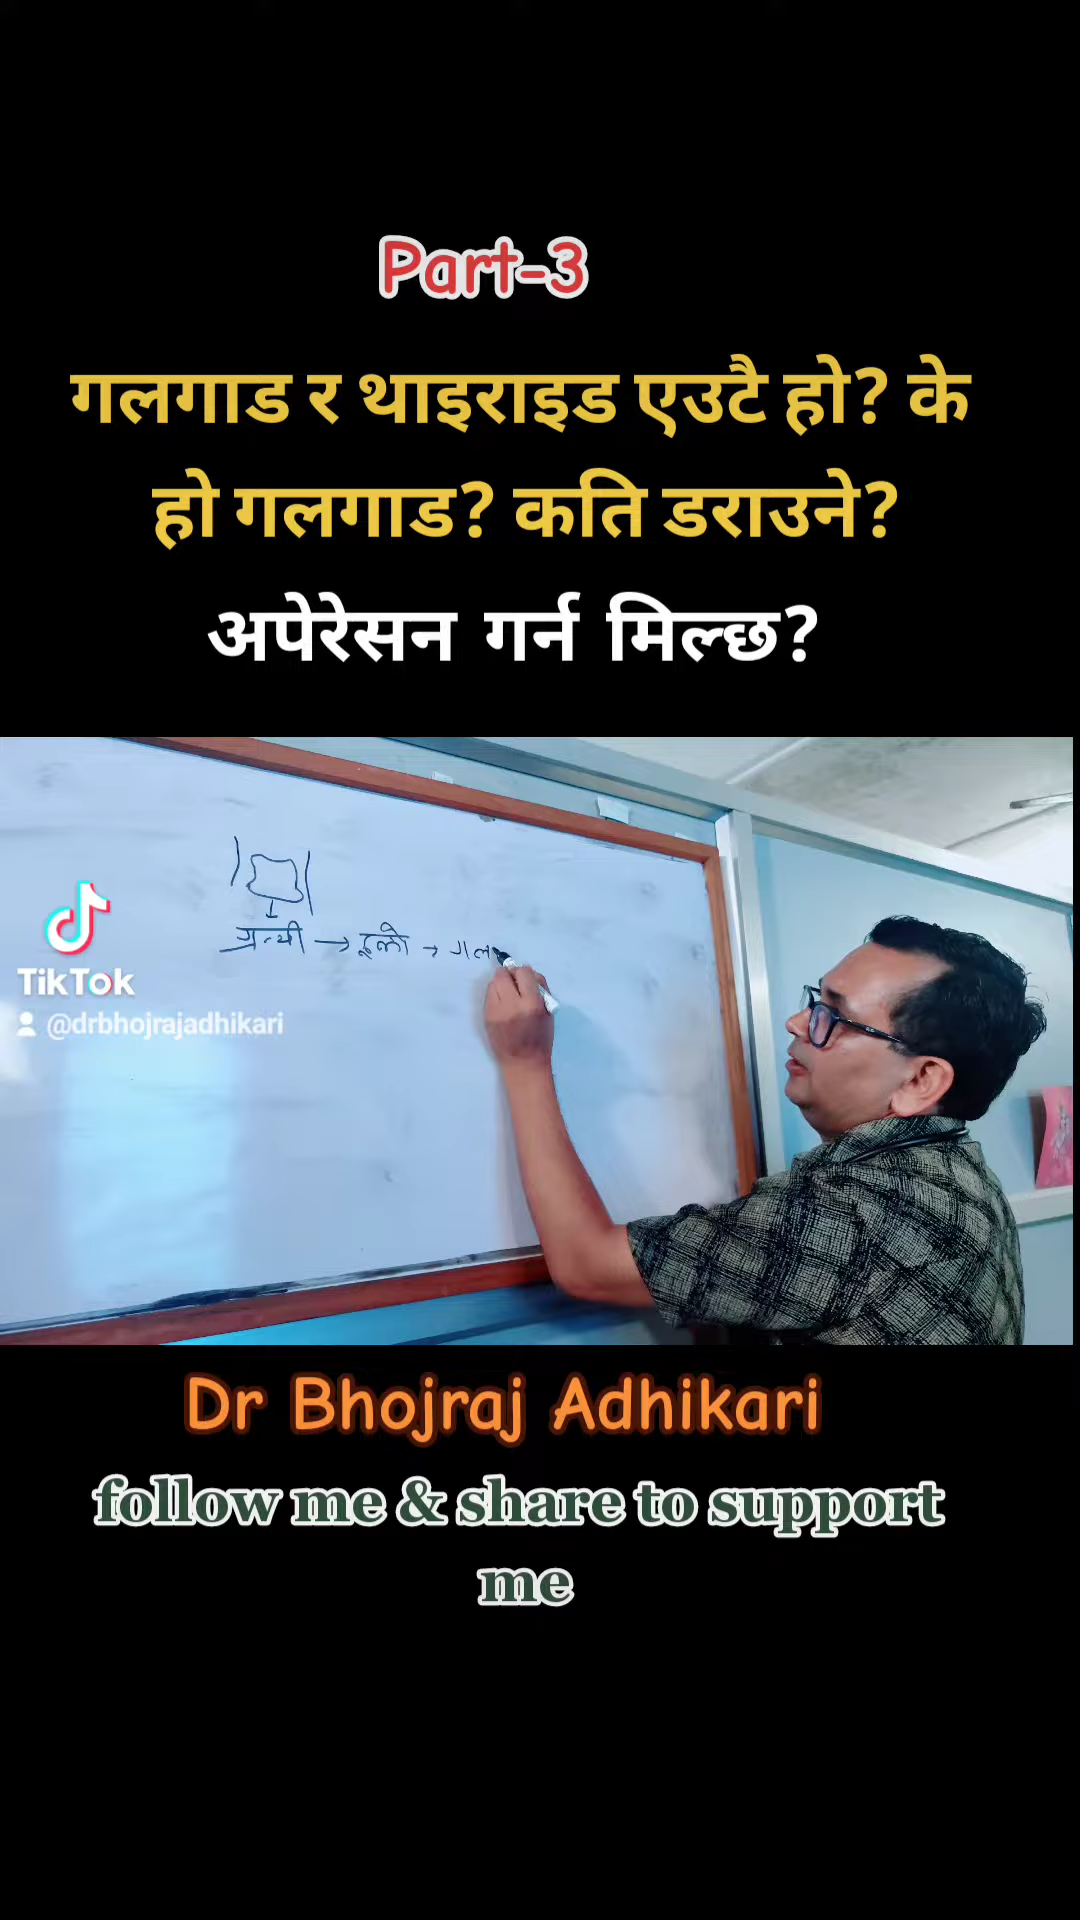 Part-3
गलगाड र थाइराइड एउटै हो? के
हो गलगाड? कति डराउने?
अपेरेसन गर्न मिल्छ?
ग्रन्थी → ठूलो → गल
TikTok
@drbhojrajadhikari
Dr Bhojraj Adhikari
follow me & share to support
me